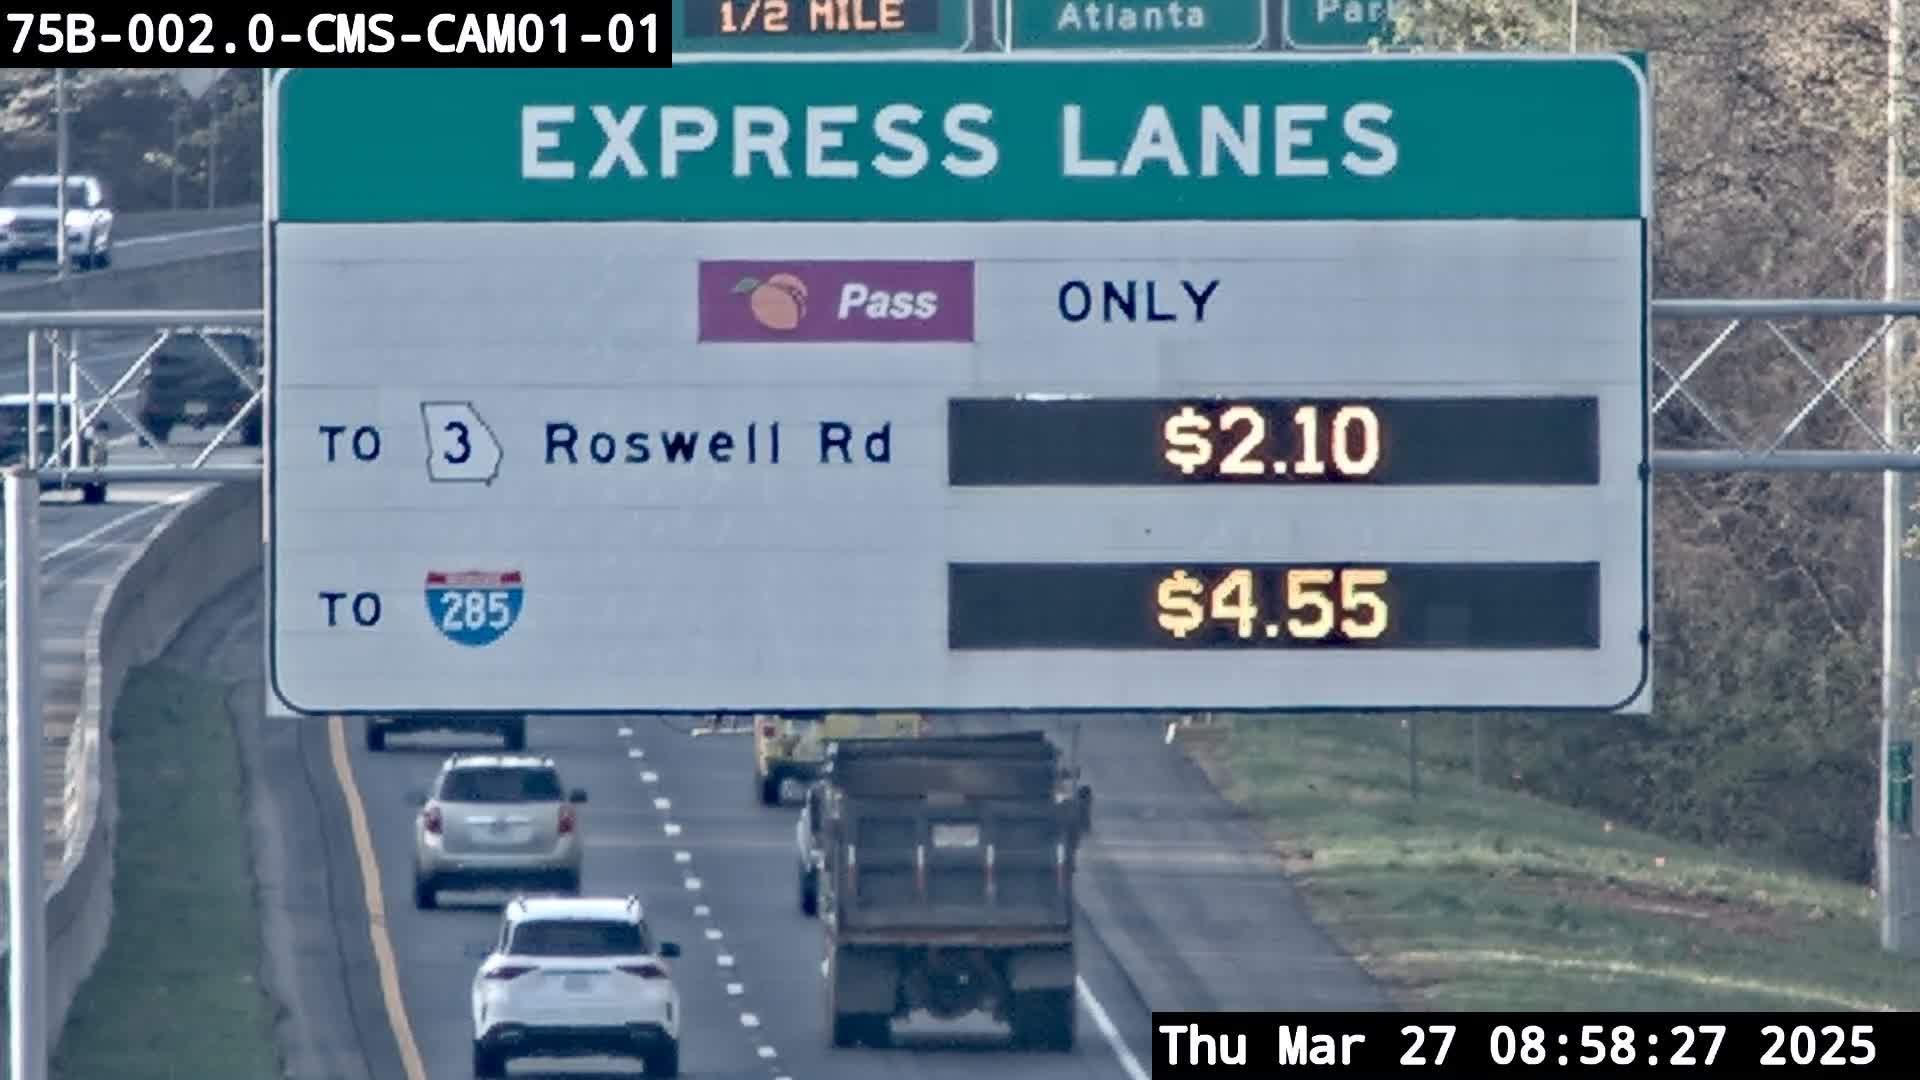 75B-002.0-CMS-CAM01-01
1/2 MILE
Atlanta
EXPRESS LANES
Pass ONLY
TO 3 Roswell Rd $2.10
TO 285 $4.55
Thu Mar 27 08:58:27 2025